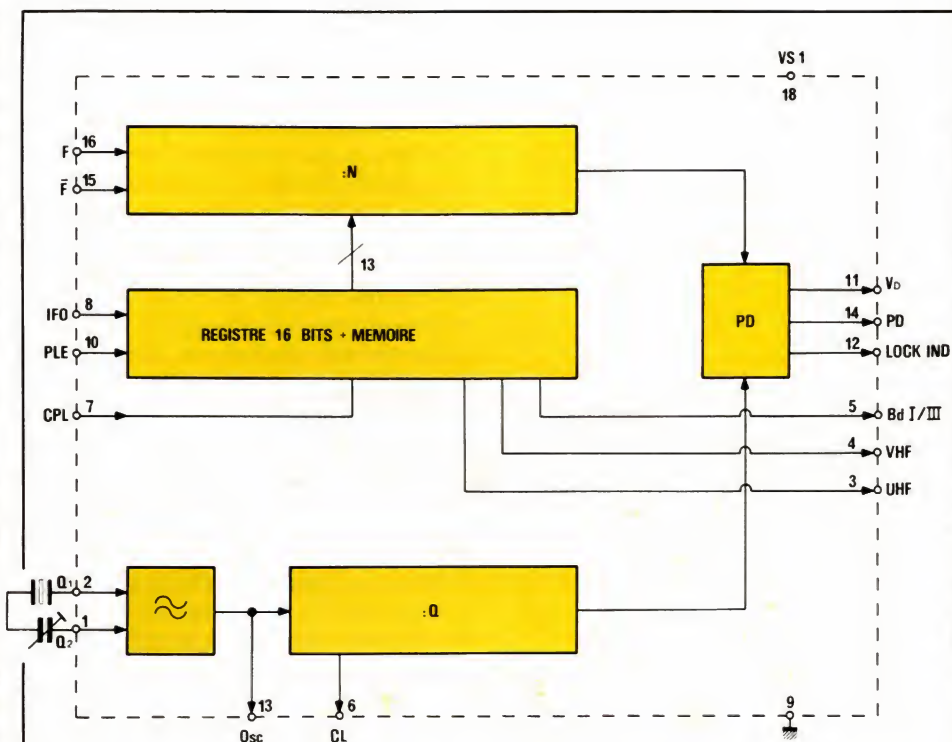 VS 1
18
F 16
:N
F̅ 15
13
IFO 8
REGISTRE 16 BITS + MEMOIRE
PLE 10
CPL 7
PD
11 VD
14 PD
12 LOCK IND
5 Bd I/III
4 VHF
3 UHF
Q1 2
≈
:Q
Q2 1
13
Osc
6
CL
9